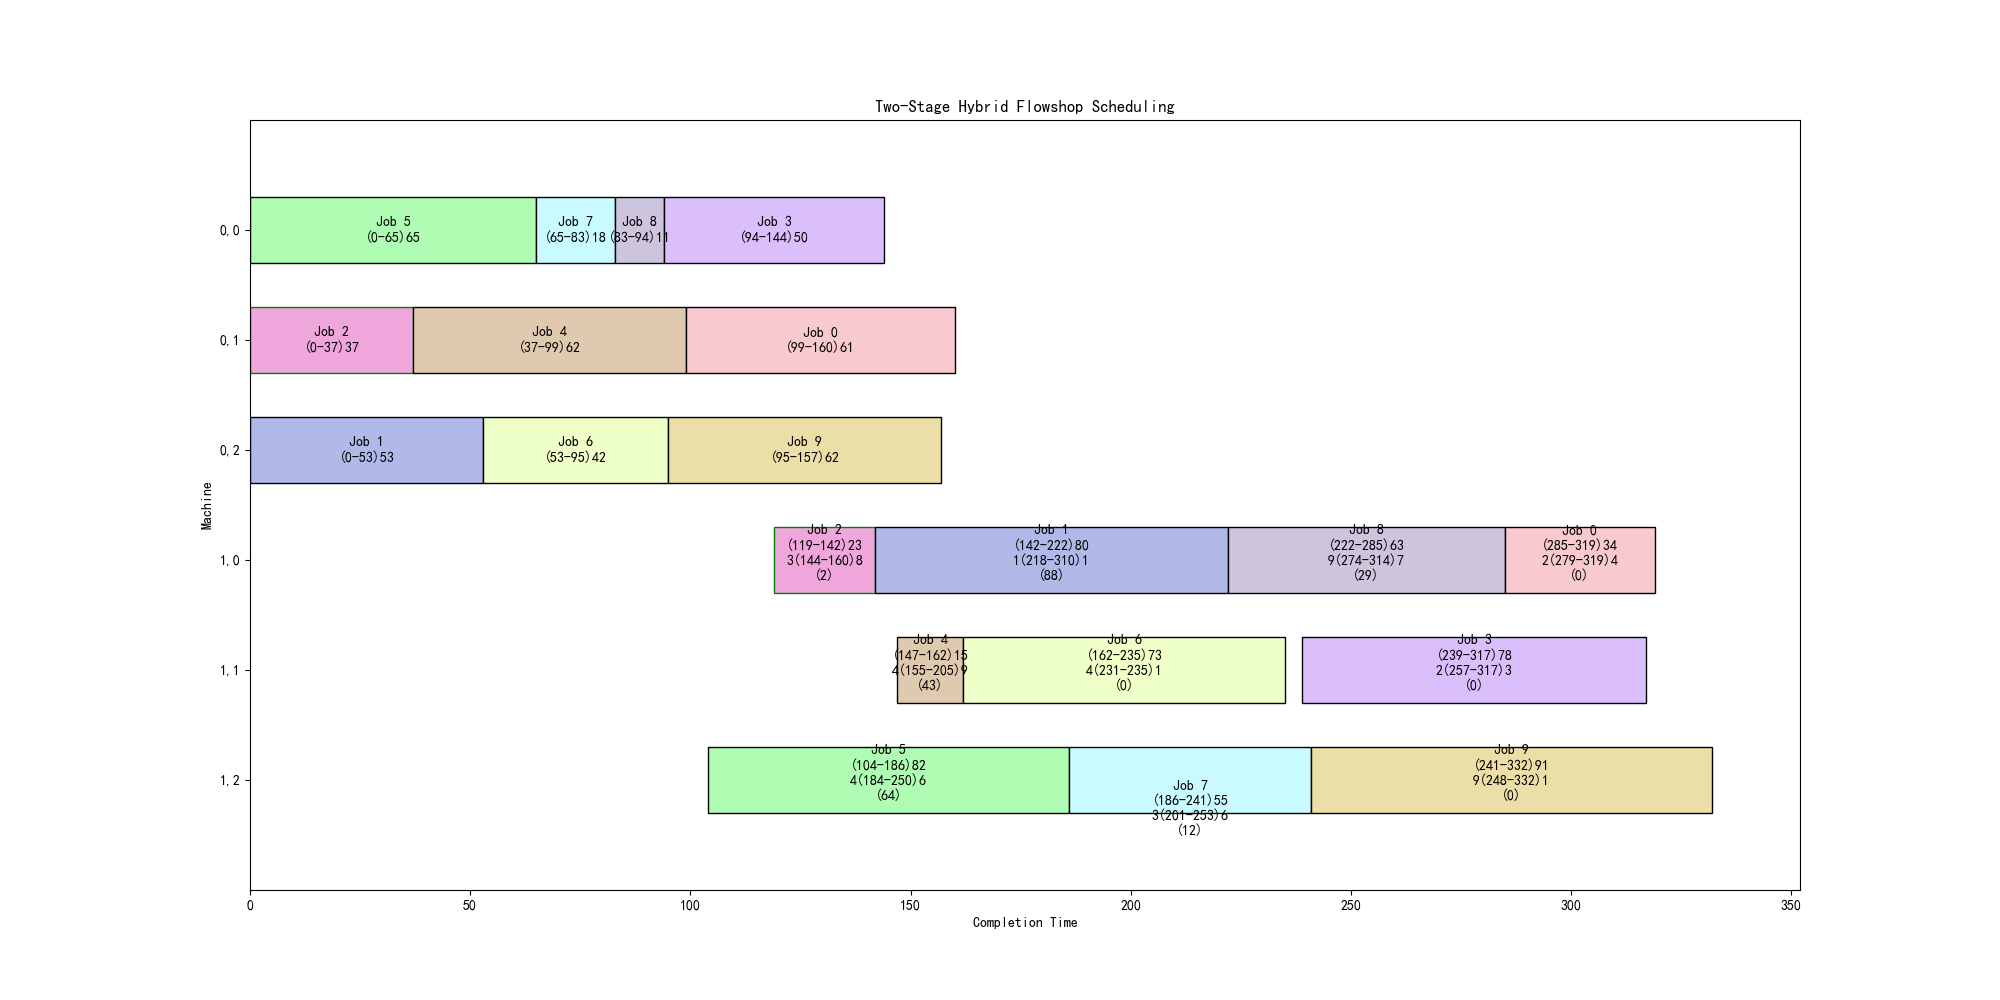 Two-Stage Hybrid Flowshop Scheduling
Machine
0,0
Job 5
(0-65)65
Job 7
(65-83)18
Job 8
(83-94)11
Job 3
(94-144)50
0,1
Job 2
(0-37)37
Job 4
(37-99)62
Job 0
(99-160)61
0,2
Job 1
(0-53)53
Job 6
(53-95)42
Job 9
(95-157)62
1,0
Job 2
(119-142)23
3(144-160)8
(2)
Job 1
(142-222)80
1(218-310)1
(88)
Job 8
(222-285)63
9(274-314)7
(29)
Job 0
(285-319)34
2(279-319)4
(0)
1,1
Job 4
(147-162)15
4(155-205)9
(43)
Job 6
(162-235)73
4(231-235)1
(0)
Job 3
(239-317)78
2(257-317)3
(0)
1,2
Job 5
(104-186)82
4(184-250)6
(64)
Job 7
(186-241)55
3(201-253)6
(12)
Job 9
(241-332)91
9(248-332)1
(0)
0 50 100 150 200 250 300 350
Completion Time